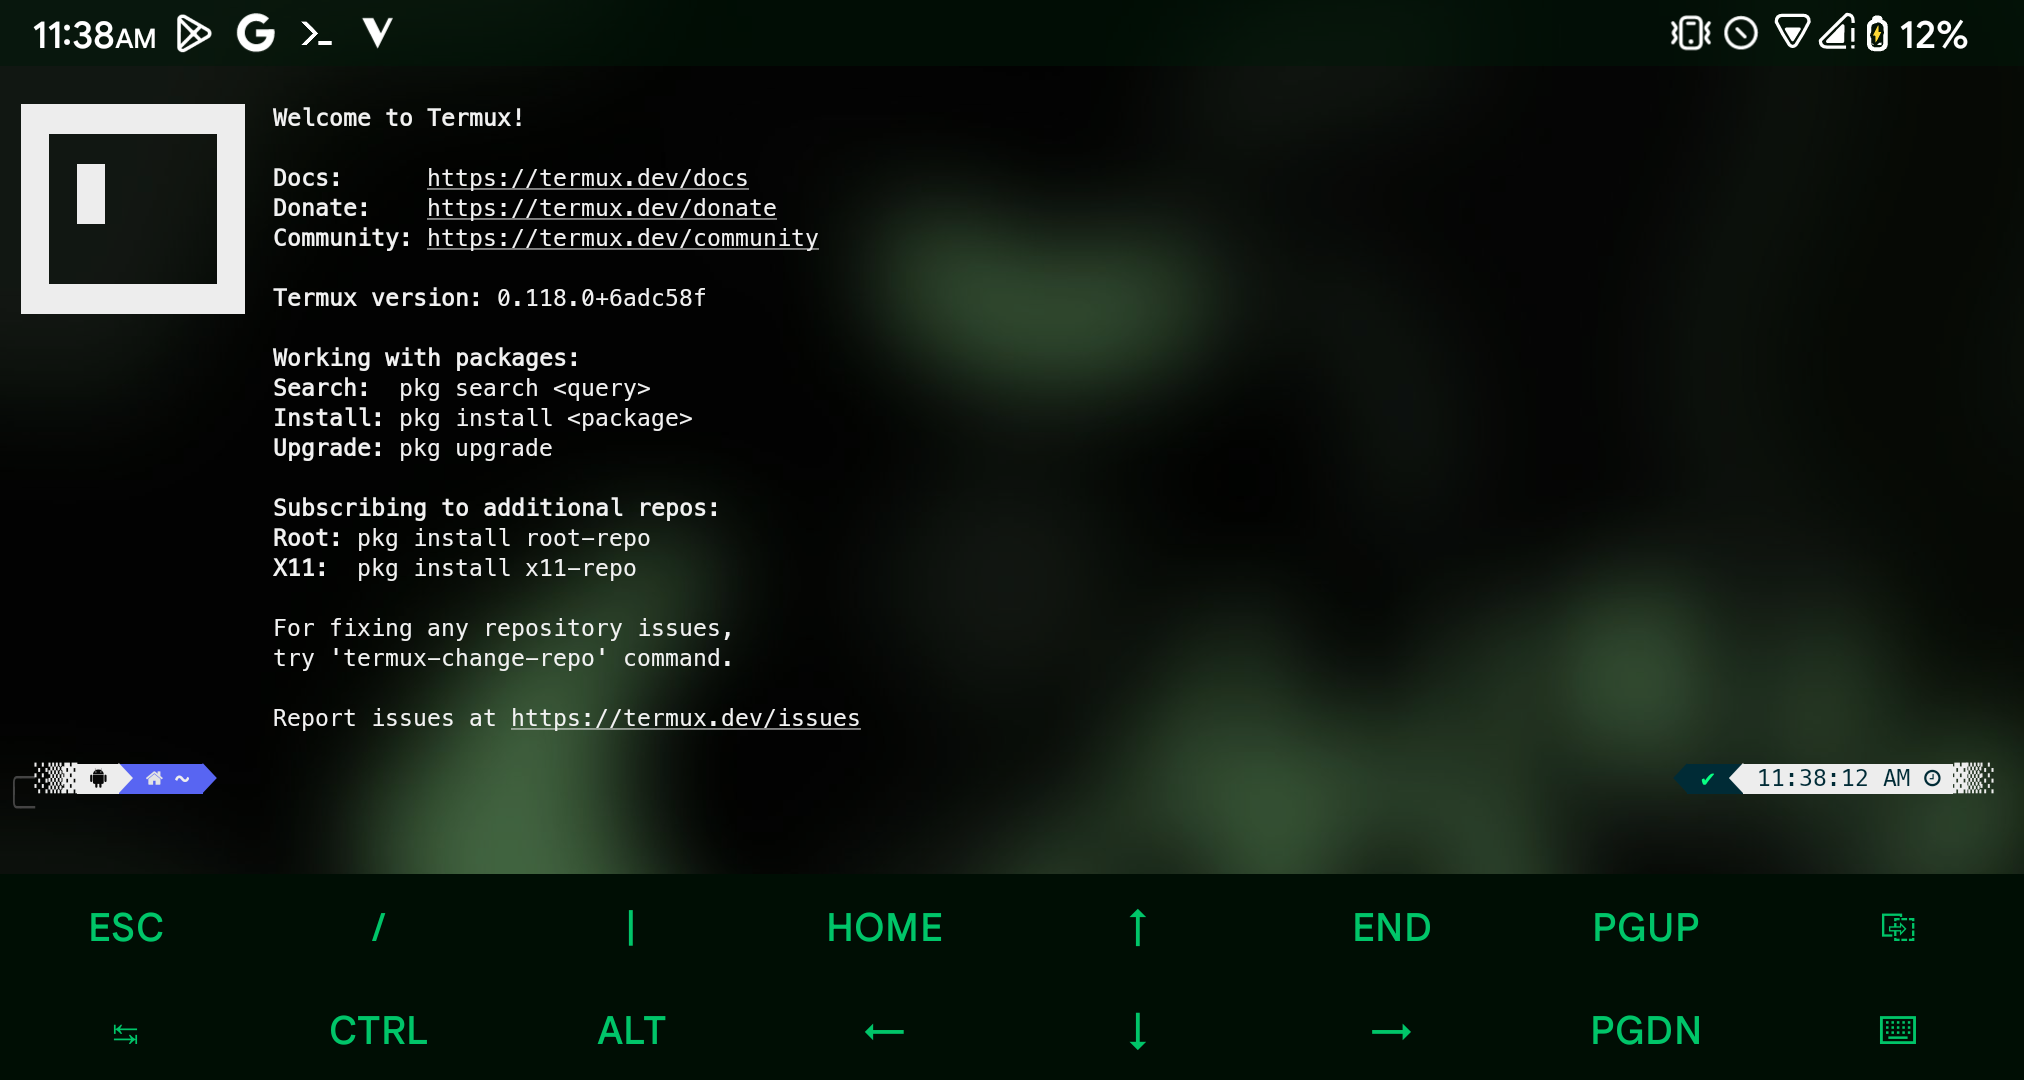 11:38AM 12%
Welcome to Termux!
Docs: https://termux.dev/docs
Donate: https://termux.dev/donate
Community: https://termux.dev/community
Termux version: 0.118.0+6adc58f
Working with packages:
Search: pkg search <query>
Install: pkg install <package>
Upgrade: pkg upgrade
Subscribing to additional repos:
Root: pkg install root-repo
X11: pkg install x11-repo
For fixing any repository issues,
try 'termux-change-repo' command.
Report issues at https://termux.dev/issues
~ ✔ 11:38:12 AM
ESC / | HOME ↑ END PGUP
CTRL ALT ← ↓ → PGDN